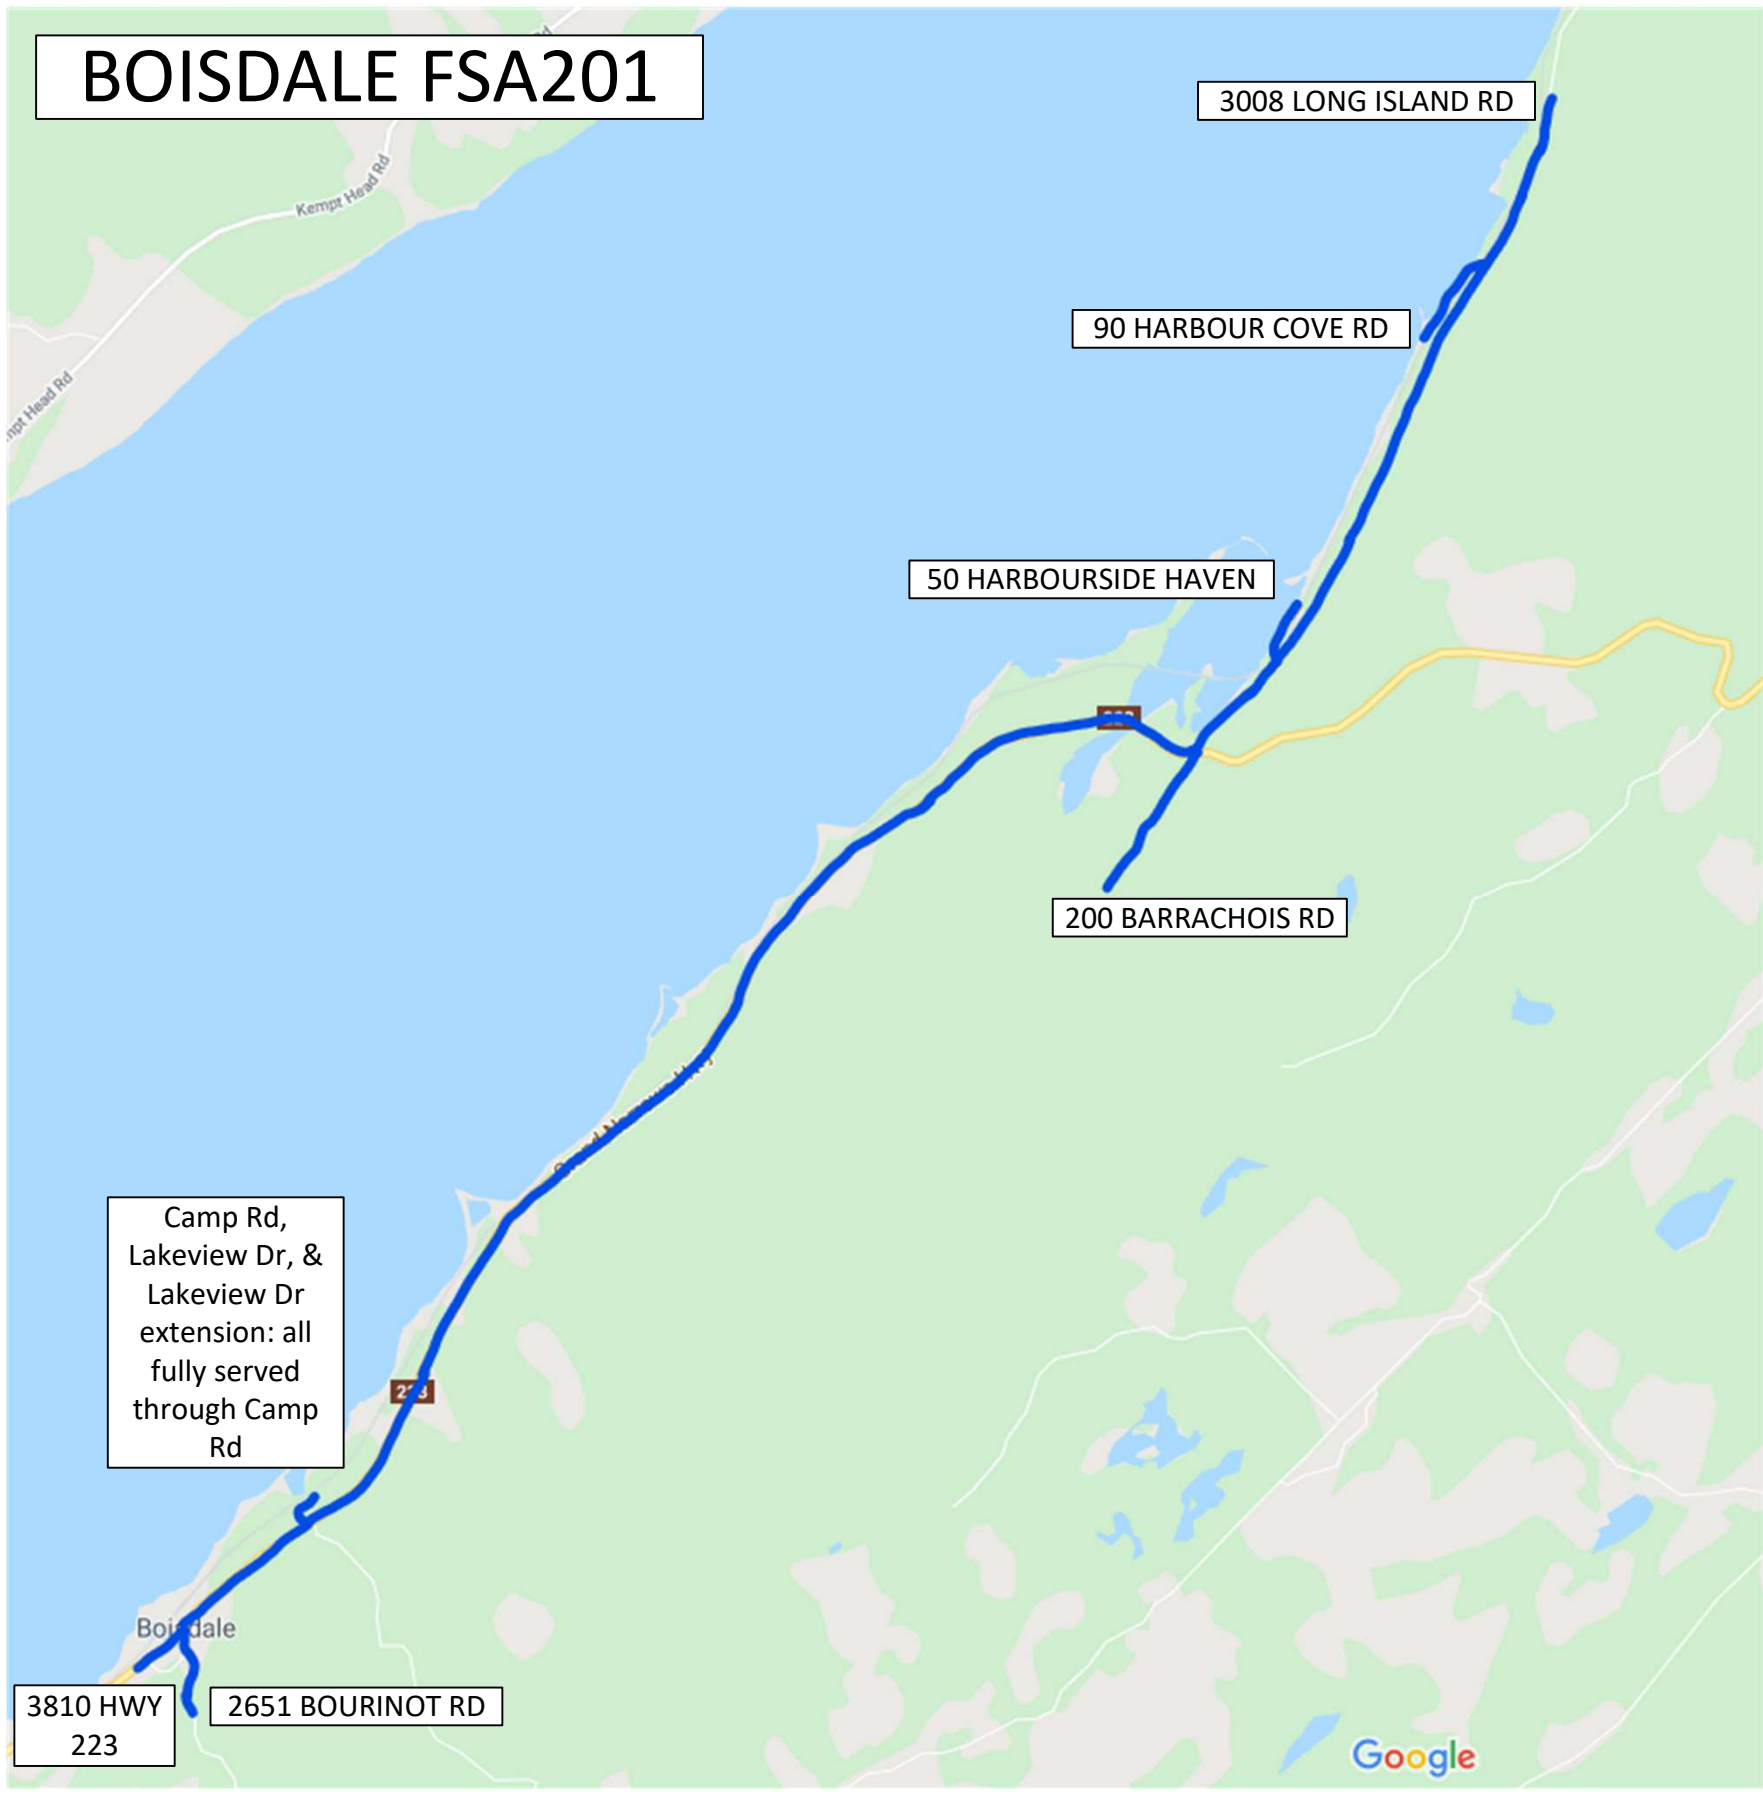 BOISDALE FSA201
3008 LONG ISLAND RD
Kempt Head Rd
90 HARBOUR COVE RD
Head Rd
50 HARBOURSIDE HAVEN
200 BARRACHOIS RD
Camp Rd,
Lakeview Dr, &
Lakeview Dr
extension: all
fully served
through Camp
Rd
223
Boisdale
3810 HWY
223
2651 BOURINOT RD
Google